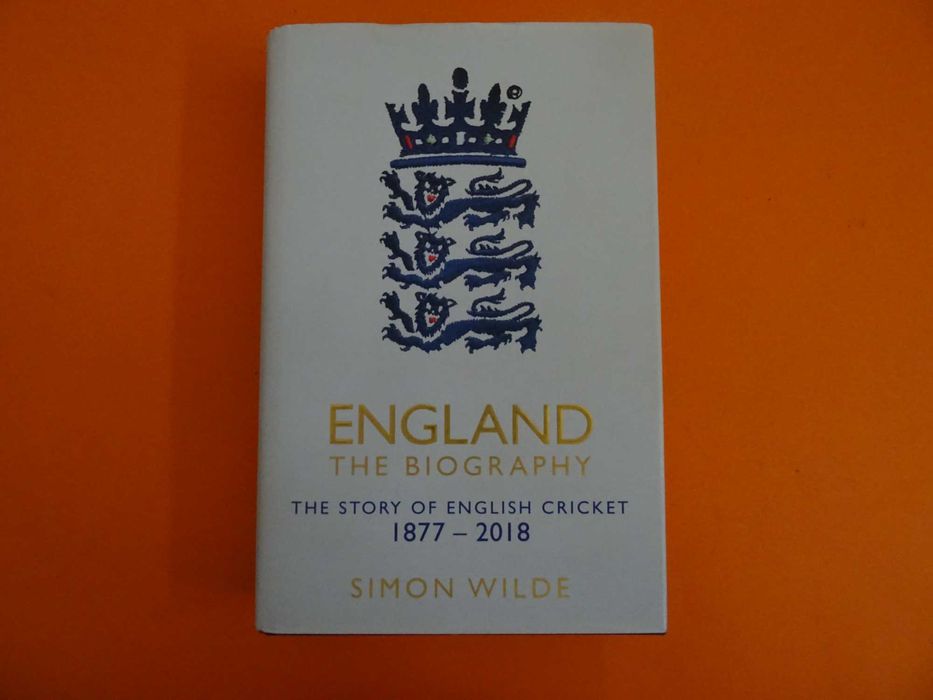 ENGLAND
THE BIOGRAPHY
THE STORY OF ENGLISH CRICKET
1877 – 2018
SIMON WILDE